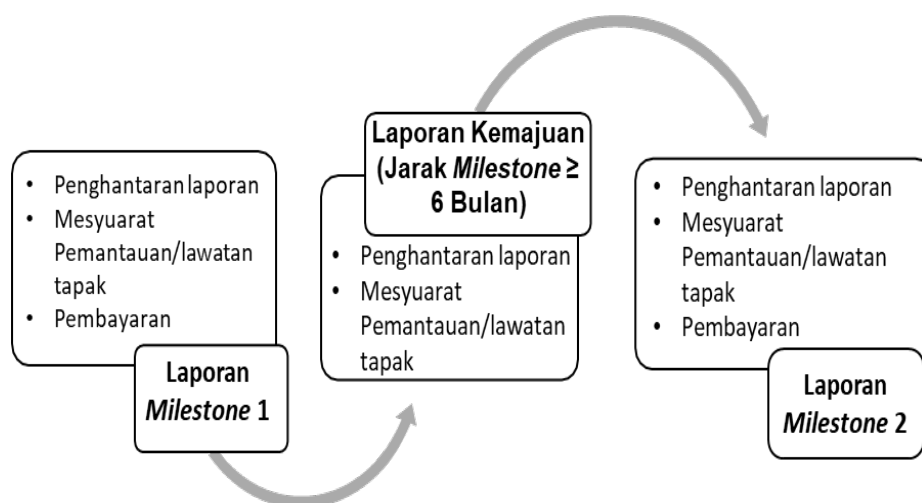 • Penghantaran laporan
• Mesyuarat
Pemantauan/lawatan
tapak
• Pembayaran
Laporan
Milestone 1
Laporan Kemajuan
(Jarak Milestone ≥
6 Bulan)
• Penghantaran laporan
• Mesyuarat
Pemantauan/lawatan
tapak
• Penghantaran laporan
• Mesyuarat
Pemantauan/lawatan
tapak
• Pembayaran
Laporan
Milestone 2